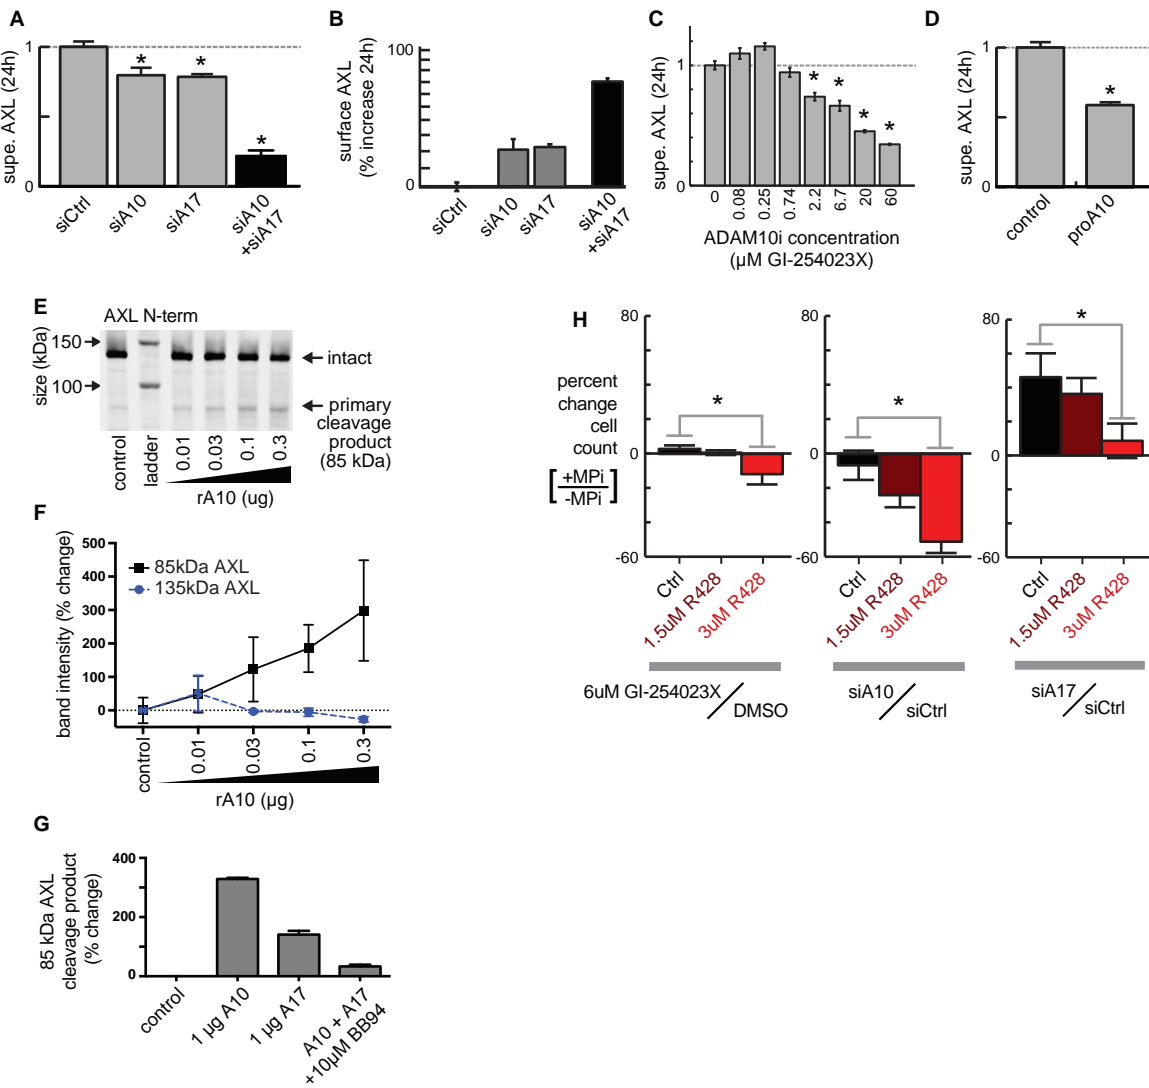 A
supe. AXL (24h)
1
0
*
*
*
siCtrl
siA10
siA17
siA10
+siA17
B
surface AXL
(% increase 24h)
100
0
siCtrl
siA10
siA17
siA10
+siA17
C
supe. AXL (24h)
1
0
*
*
*
*
0
0.08
0.25
0.74
2.2
6.7
20
60
ADAM10i concentration
(µM GI-254023X)
D
supe. AXL (24h)
1
0
*
control
proA10
E
AXL N-term
size (kDa)
150
100
intact
primary
cleavage
product
(85 kDa)
control
ladder
0.01
0.03
0.1
0.3
rA10 (ug)
F
band intensity (% change)
500
400
300
200
100
0
85kDa AXL
135kDa AXL
control
0.01
0.03
0.1
0.3
rA10 (µg)
G
85 kDa AXL
cleavage product
(% change)
400
200
0
control
1 µg A10
1 µg A17
A10 + A17
+10µM BB94
H
percent
change
cell
count
[+MPi
-MPi]
80
0
-60
*
Ctrl
1.5uM R428
3uM R428
6uM GI-254023X
DMSO
80
0
-60
*
Ctrl
1.5uM R428
3uM R428
siA10
siCtrl
80
0
-60
*
Ctrl
1.5uM R428
3uM R428
siA17
siCtrl